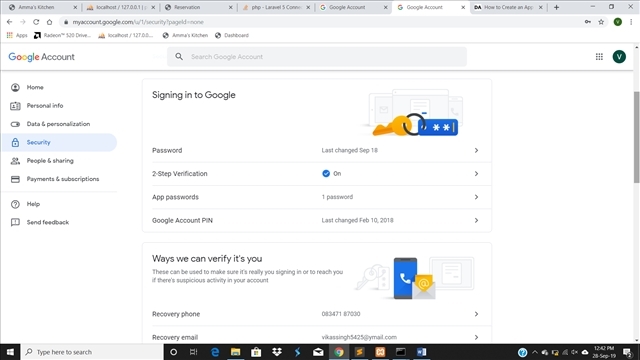 Amma's Kitchen
localhost / 127.0.0.1 | p
Reservation
php - Laravel 5 Connect
Google Account
Google Account
DA How to Create an App
myaccount.google.com/u/1/security?pageId=none
Apps
Radeon™ 520 Drive...
localhost / 127.0.0.1...
Amma's Kitchen
Dashboard
Google Account
Search Google Account
V
V
Home
Personal info
Data & personalization
Security
People & sharing
Payments & subscriptions
Help
Send feedback
Signing in to Google
**
Password
Last changed Sep 18
2-Step Verification
On
App passwords
1 password
Google Account PIN
Last changed Feb 10, 2018
Ways we can verify it's you
These can be used to make sure it's really you signing in or to reach you
if there's suspicious activity in your account
Recovery phone
083471 87030
Recovery email
vikassingh5425@ymail.com
Type here to search
12:42 PM
28-Sep-19